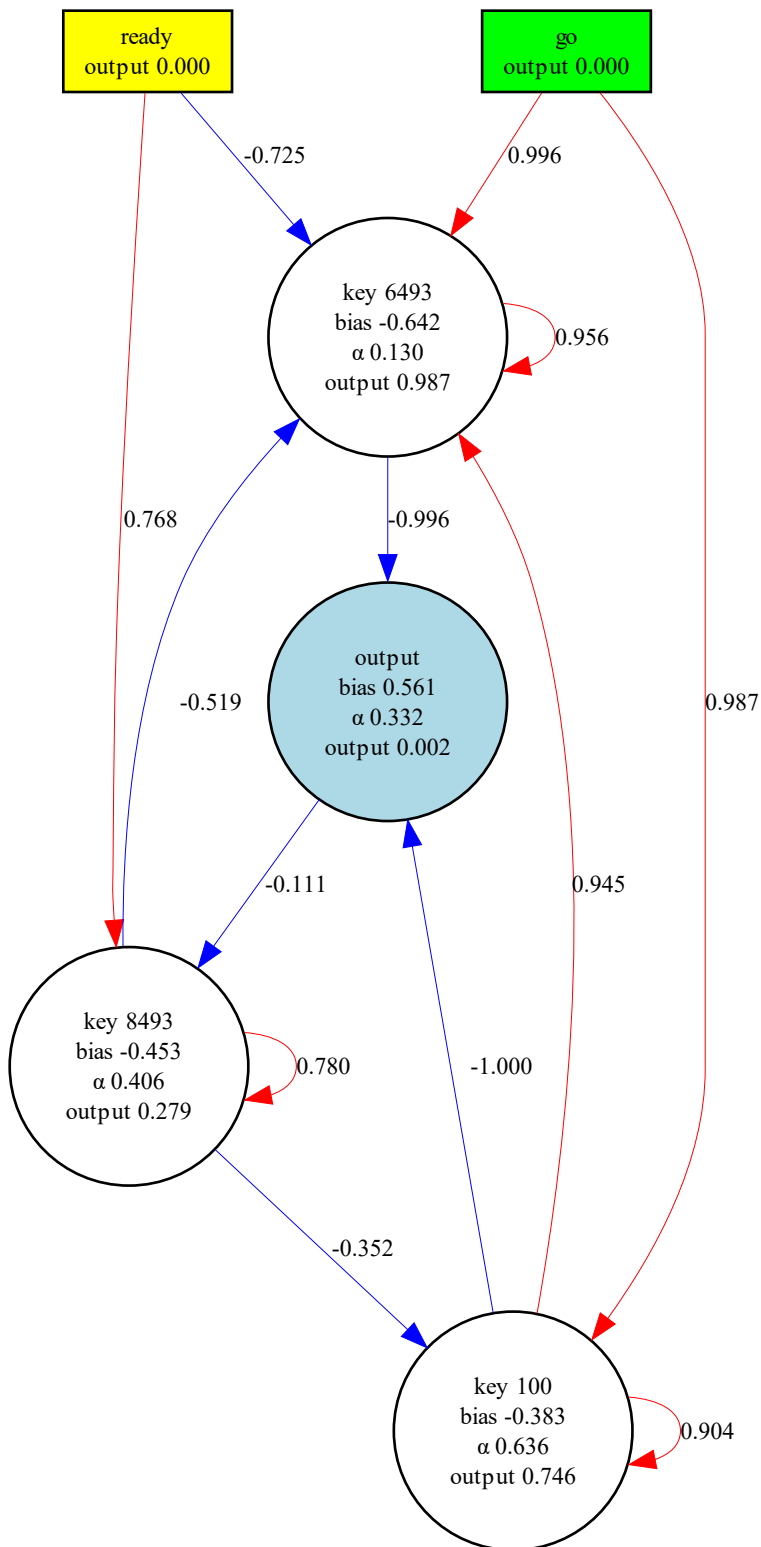 ready
output 0.000
go
output 0.000
-0.725
0.996
key 6493
bias -0.642
α 0.130
output 0.987
0.956
0.768
-0.996
-0.519
output
bias 0.561
α 0.332
output 0.002
0.987
-0.111
0.945
key 8493
bias -0.453
α 0.406
output 0.279
0.780
-1.000
-0.352
key 100
bias -0.383
α 0.636
output 0.746
0.904